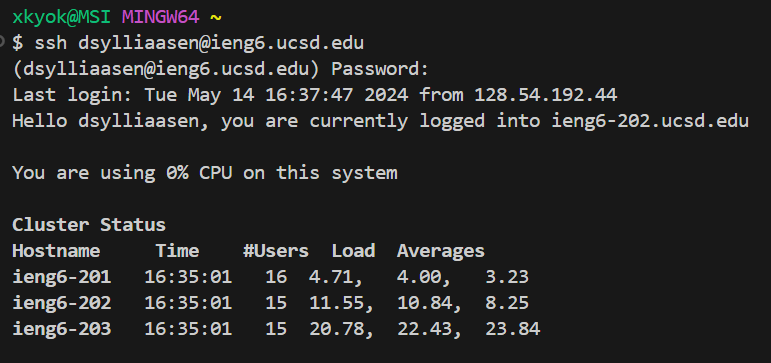 xkyok@MSI MINGW64 ~
$ ssh dsylliaasen@ieng6.ucsd.edu
(dsylliaasen@ieng6.ucsd.edu) Password:
Last login: Tue May 14 16:37:47 2024 from 128.54.192.44
Hello dsylliaasen, you are currently logged into ieng6-202.ucsd.edu

You are using 0% CPU on this system

Cluster Status
Hostname     Time    #Users  Load  Averages
ieng6-201   16:35:01   16  4.71,   4.00,   3.23
ieng6-202   16:35:01   15  11.55,  10.84,  8.25
ieng6-203   16:35:01   15  20.78,  22.43,  23.84